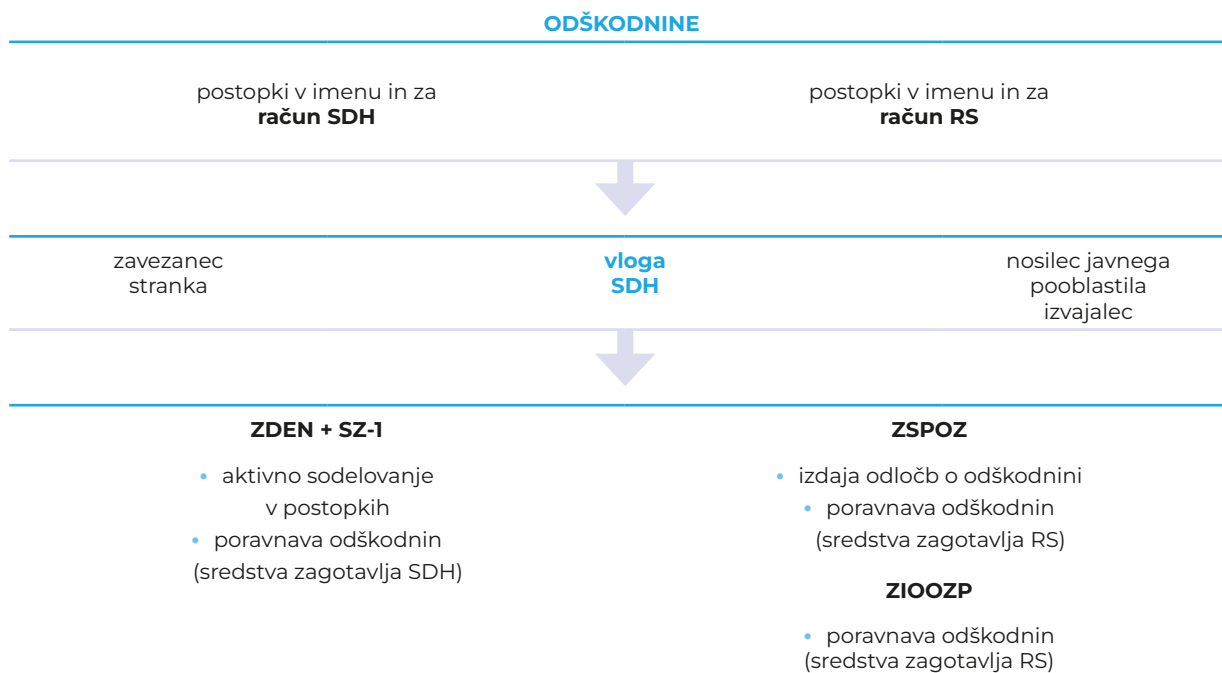 ODŠKODNINE
postopki v imenu in za
račun SDH
postopki v imenu in za
račun RS
zavezanec
stranka
vloga
SDH
nosilec javnega
pooblastila
izvajalec
ZDEN + SZ-1
• aktivno sodelovanje
v postopkih
• poravnava odškodnin
(sredstva zagotavlja SDH)
ZSPOZ
• izdaja odločb o odškodnini
• poravnava odškodnin
(sredstva zagotavlja RS)
ZIOOZP
• poravnava odškodnin
(sredstva zagotavlja RS)